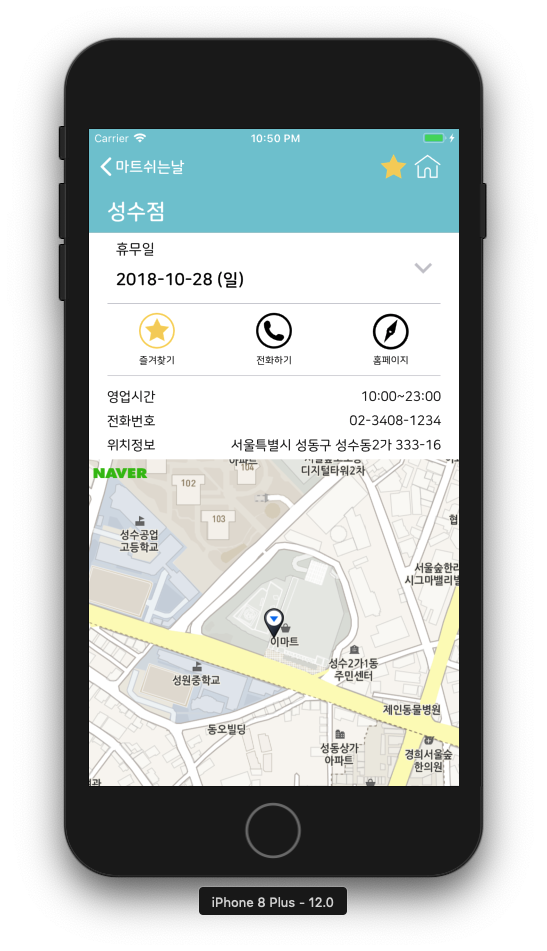 Carrier 10:50 PM
마트쉬는날
성수점
휴무일
2018-10-28 (일)
즐겨찾기 전화하기 홈페이지
영업시간 10:00~23:00
전화번호 02-3408-1234
위치정보 서울특별시 성동구 성수동2가 333-16
NAVER
아파트
104
디지털타워2차
102
103
협
성수공업
고등학교
서울숲한라
시그마밸리
이마트
성수2가1동
주민센터
성원중학교
제인동물병원
동오빌딩
성동상가
아파트
경희서울숲
한의원
iPhone 8 Plus - 12.0